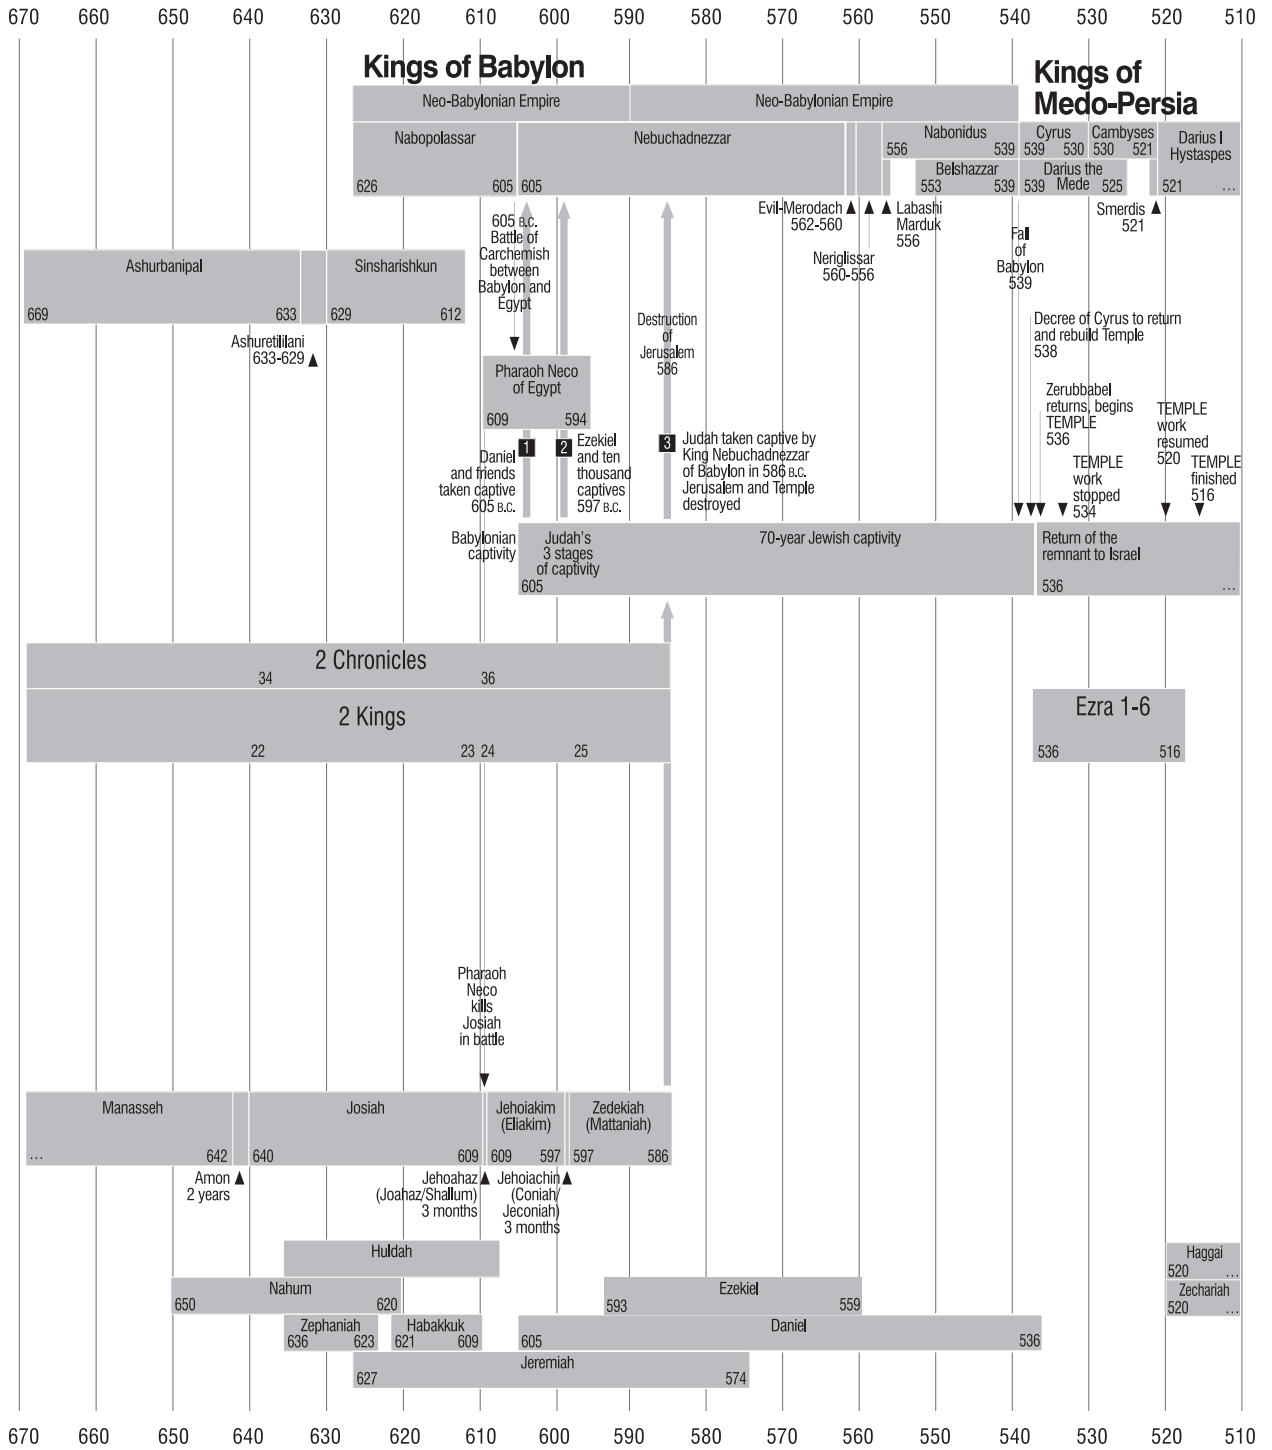 670 660 650 640 630 620 610 600 590 580 570 560 550 540 530 520 510
Kings of Babylon
Kings of
Medo-Persia
Neo-Babylonian Empire
Neo-Babylonian Empire
Nabopolassar
626 605
Nebuchadnezzar
605
Nabonidus
556 539
Belshazzar
553 539
Cyrus
539 530
Cambyses
530 521
Darius the
Mede
539 525
Darius I
Hystaspes
521 ...
Evil-Merodach
562-560
Neriglissar
560-556
Labashi
Marduk
556
Smerdis
521
Ashurbanipal
669 633
Sinsharishkun
629 612
Ashuretililani
633-629
605 B.C.
Battle of
Carchemish
between
Babylon and
Egypt
Fall
of
Babylon
539
Destruction
of
Jerusalem
586
Decree of Cyrus to return
and rebuild Temple
538
Pharaoh Neco
of Egypt
609 594
Zerubbabel
returns, begins
TEMPLE
536
TEMPLE
work
resumed
520
TEMPLE
work
stopped
534
TEMPLE
finished
516
1
Daniel
and friends
taken captive
605 B.C.
2
Ezekiel
and ten
thousand
captives
597 B.C.
3
Judah taken captive by
King Nebuchadnezzar
of Babylon in 586 B.C.
Jerusalem and Temple
destroyed
Babylonian
captivity
Judah's
3 stages
of captivity
605
70-year Jewish captivity
Return of the
remnant to Israel
536 ...
2 Chronicles
34 36
2 Kings
22 23 24 25
Ezra 1-6
536 516
Pharaoh
Neco
kills
Josiah
in battle
Manasseh
... 642
Josiah
640 609
Jehoiakim
(Eliakim)
609 597
Zedekiah
(Mattaniah)
597 586
Amon
2 years
Jehoahaz
(Joahaz/Shallum)
3 months
Jehoiachin
(Coniah/
Jeconiah)
3 months
Huldah
Nahum
650 620
Zephaniah
636 623
Habakkuk
621 609
Jeremiah
627 574
Ezekiel
593 559
Daniel
605 536
Haggai
520 ...
Zechariah
520 ...
670 660 650 640 630 620 610 600 590 580 570 560 550 540 530 520 510